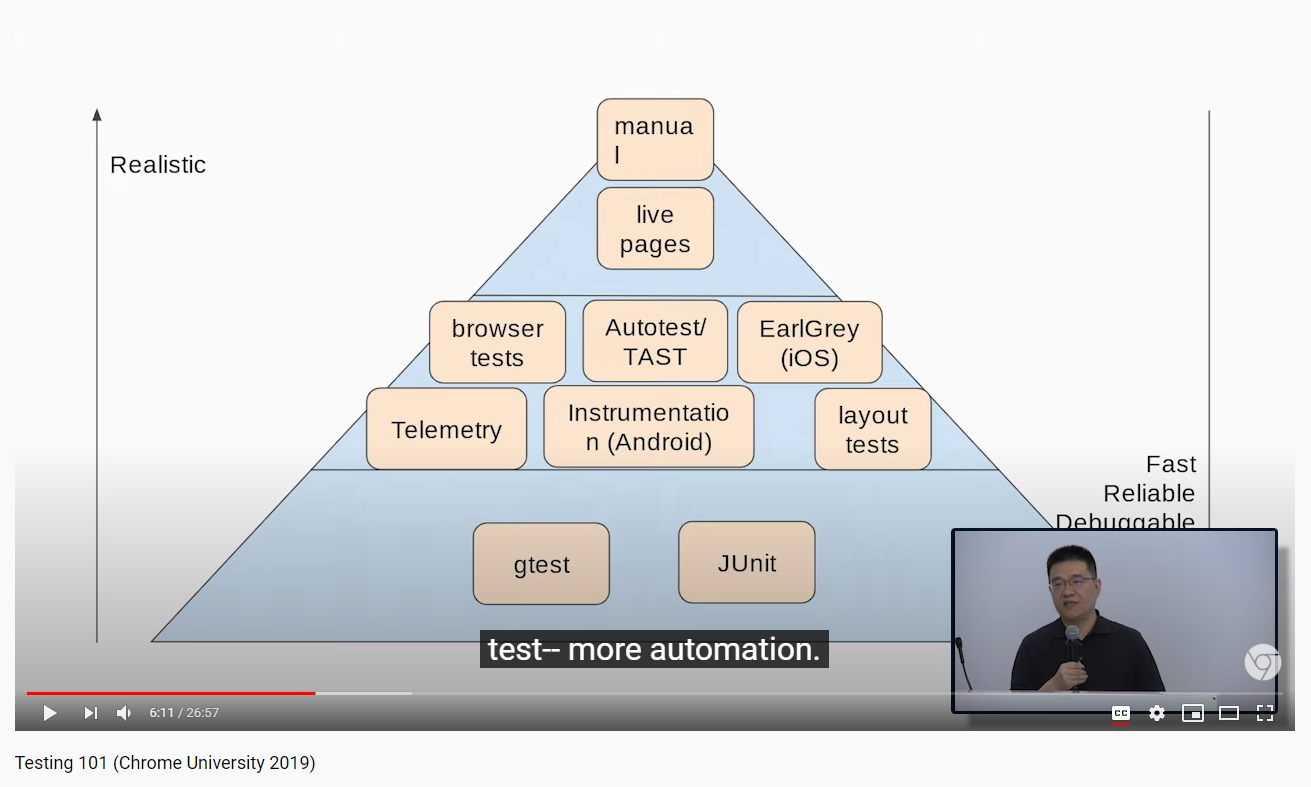 manua
l
Realistic
live
pages
browser
tests
Autotest/
TAST
EarlGrey
(iOS)
Telemetry
Instrumentatio
n (Android)
layout
tests
Fast
Reliable
Debuggable
gtest
JUnit
test-- more automation.
6:11 / 26:57
CC
Testing 101 (Chrome University 2019)